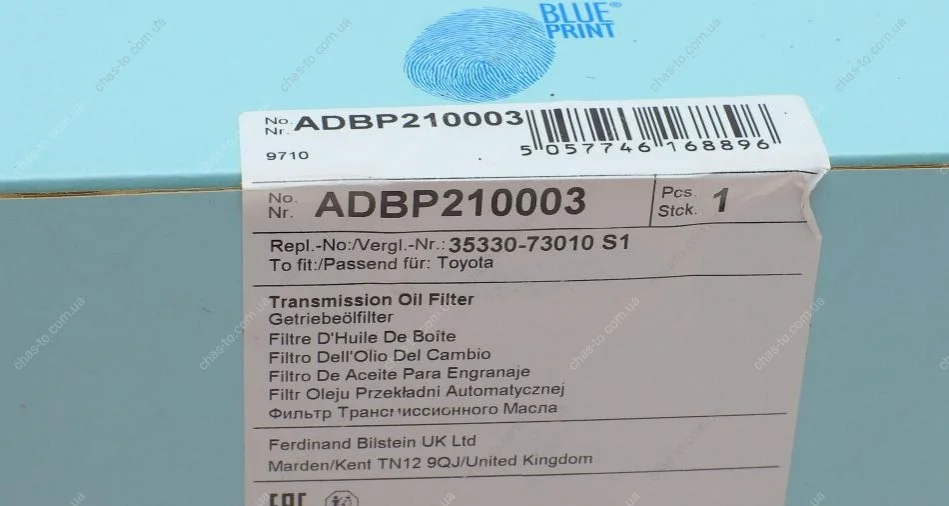 BLUE®
PRINT
No.
Nr. ADBP210003
5 057746 168896
9710
No.
Nr. ADBP210003
Pcs.
Stck. 1
Repl.-No:/Vergl.-Nr.: 35330-73010 S1
To fit:/Passend für: Toyota
Transmission Oil Filter
Getriebeölfilter
Filtre D'Huile De Boîte
Filtro Dell'Olio Del Cambio
Filtro De Aceite Para Engranaje
Filtr Oleju Przekładni Automatycznej
Фильтр Трансмиссионного Масла
Ferdinand Bilstein UK Ltd
Marden/Kent TN12 9QJ/United Kingdom
EAC
chas-to.com.ua